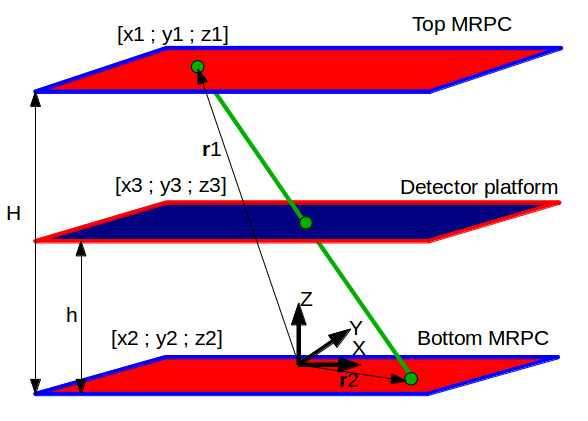 Top MRPC
[x1 ; y1 ; z1]
r1
[x3 ; y3 ; z3]
Detector platform
H
h
Z
Y
X
[x2 ; y2 ; z2]
Bottom MRPC
r2